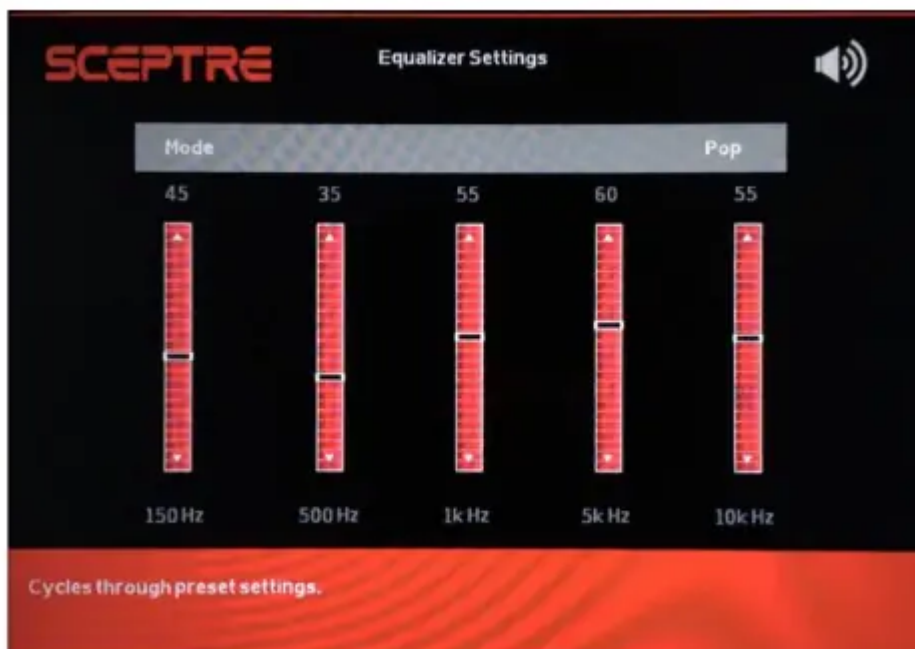 SCEPTRE
Equalizer Settings
Mode Pop
45 35 55 60 55
150 Hz 500 Hz 1k Hz 5k Hz 10k Hz
Cycles through preset settings.